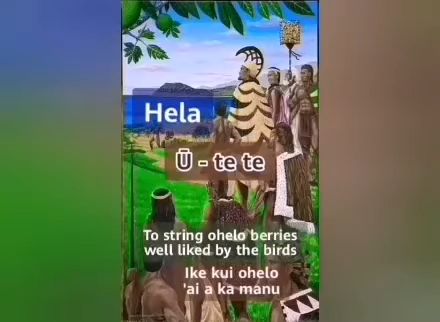 Hela
Ū - te te
To string ohelo berries
well liked by the birds
Ike kui ohelo
'ai a ka manu